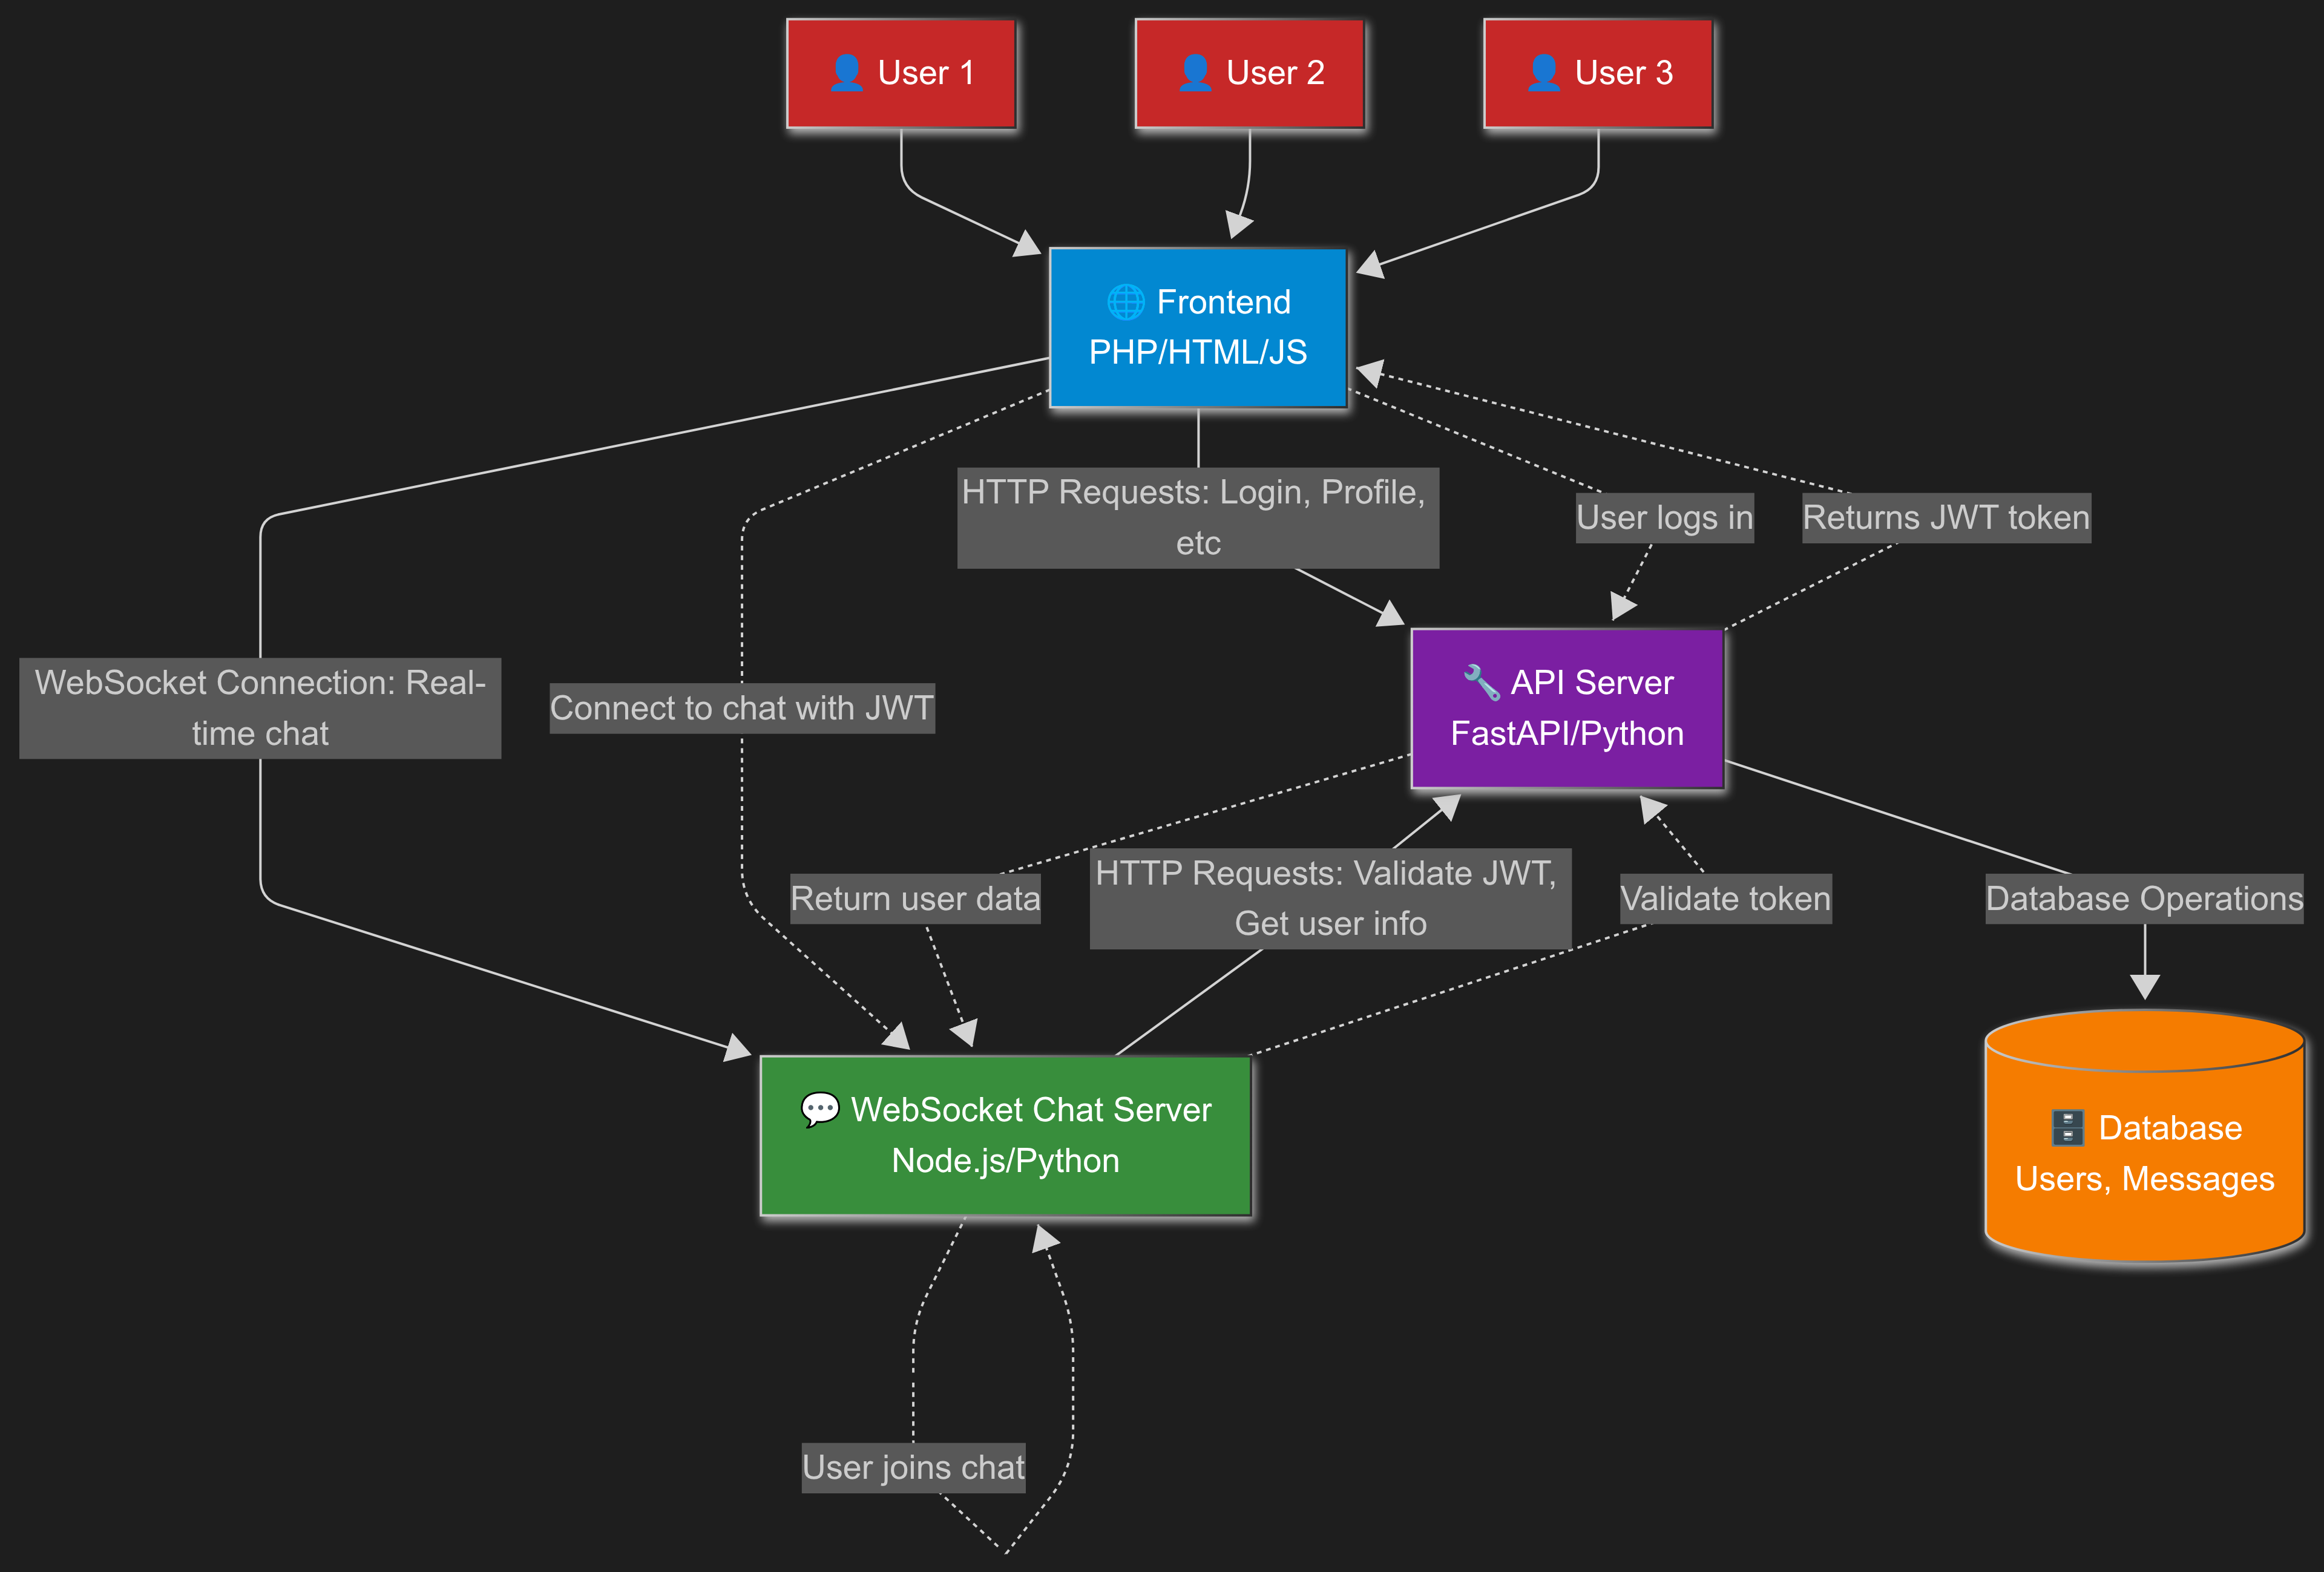 👤 User 1
👤 User 2
👤 User 3
🌐 Frontend
PHP/HTML/JS
HTTP Requests: Login, Profile,
etc
User logs in
Returns JWT token
WebSocket Connection: Real-
time chat
Connect to chat with JWT
🔧 API Server
FastAPI/Python
Return user data
HTTP Requests: Validate JWT,
Get user info
Validate token
Database Operations
💬 WebSocket Chat Server
Node.js/Python
🗄️ Database
Users, Messages
User joins chat